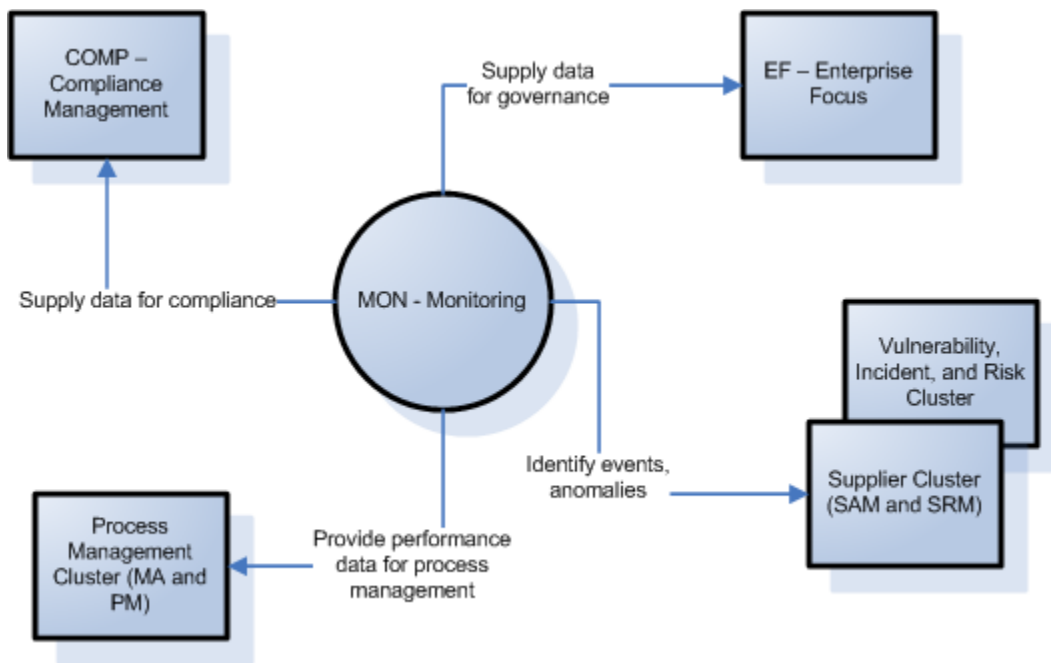 COMP –
Compliance
Management
Supply data
for governance
EF – Enterprise
Focus
Supply data for compliance
MON - Monitoring
Vulnerability,
Incident, and Risk
Cluster
Identify events,
anomalies
Supplier Cluster
(SAM and SRM)
Process
Management
Cluster (MA and
PM)
Provide performance
data for process
management